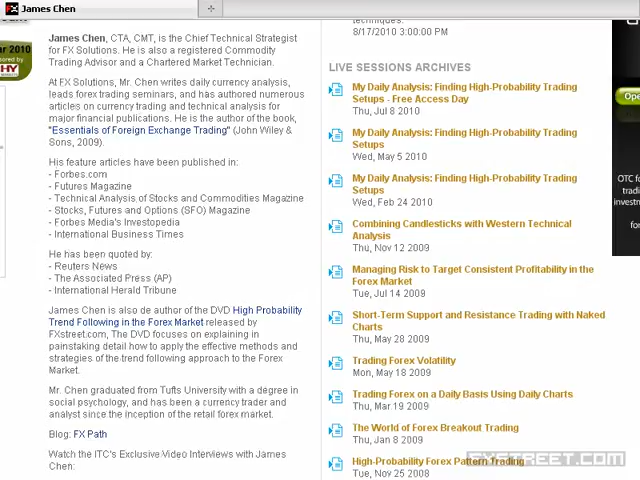 James Chen
ar 2010
James Chen, CTA, CMT, is the Chief Technical Strategist
for FX Solutions. He is also a registered Commodity
Trading Advisor and a Chartered Market Technician.
At FX Solutions, Mr. Chen writes daily currency analysis,
leads forex trading seminars, and has authored numerous
articles on currency trading and technical analysis for
major financial publications. He is the author of the book,
"Essentials of Foreign Exchange Trading" (John Wiley &
Sons, 2009).
His feature articles have been published in:
- Forbes.com
- Futures Magazine
- Technical Analysis of Stocks and Commodities Magazine
- Stocks, Futures and Options (SFO) Magazine
- Forbes Media's Investopedia
- International Business Times
He has been quoted by:
- Reuters News
- The Associated Press (AP)
- International Herald Tribune
James Chen is also de author of the DVD High Probability
Trend Following in the Forex Market released by
FXstreet.com, The DVD focuses on explaining in
painstaking detail how to apply the effective methods and
strategies of the trend following approach to the Forex
Market.
Mr. Chen graduated from Tufts University with a degree in
social psychology, and has been a currency trader and
analyst since the inception of the retail forex market.
Blog: FX Path
Watch the ITC's Exclusive Video Interviews with James
Chen:
techniques.
8/17/2010 3:00:00 PM
LIVE SESSIONS ARCHIVES
My Daily Analysis: Finding High-Probability Trading
Setups - Free Access Day
Thu, Jul 8 2010
My Daily Analysis: Finding High-Probability Trading
Setups
Wed, May 5 2010
My Daily Analysis: Finding High-Probability Trading
Setups
Wed, Feb 24 2010
Combining Candlesticks with Western Technical
Analysis
Thu, Nov 12 2009
Managing Risk to Target Consistent Profitability in the
Forex Market
Tue, Jul 14 2009
Short-Term Support and Resistance Trading with Naked
Charts
Thu, May 28 2009
Trading Forex Volatility
Mon, May 18 2009
Trading Forex on a Daily Basis Using Daily Charts
Thu, Mar 19 2009
The World of Forex Breakout Trading
Thu, Jan 8 2009
High-Probability Forex Pattern Trading
Tue, Nov 25 2008
Ope
OTC fo
tradi
investm
for
FXSTREET.COM